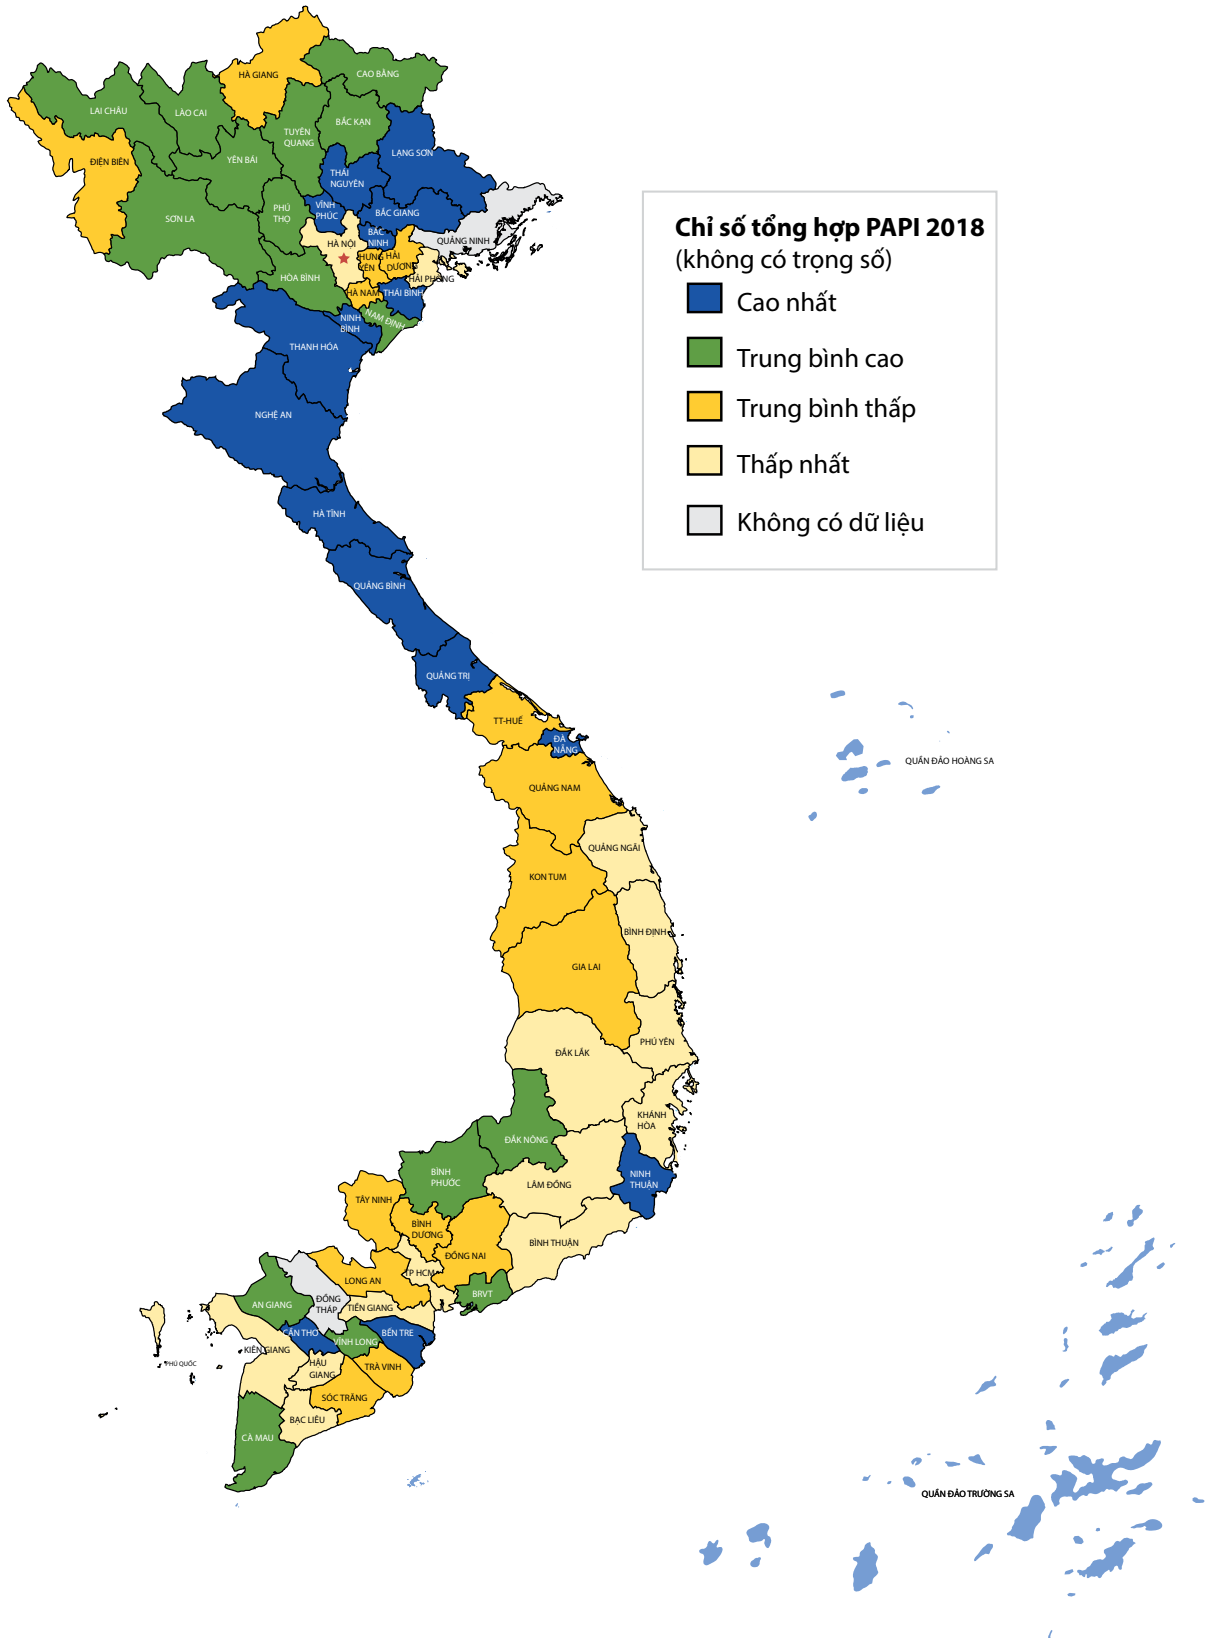 HÀ GIANG
CAO BẰNG
LAI CHÂU
LÀO CAI
BẮC KẠN
TUYÊN
QUANG
LẠNG SƠN
ĐIỆN BIÊN
YÊN BÁI
THÁI
NGUYÊN
SƠN LA
PHÚ
THỌ
VĨNH
PHÚC
BẮC GIANG
BẮC
NINH
QUẢNG NINH
HÀ NỘI
HƯNG
YÊN
HẢI
DƯƠNG
HẢI PHÒNG
HÒA BÌNH
HÀ NAM
THÁI BÌNH
NINH
BÌNH
NAM ĐỊNH
THANH HÓA
NGHỆ AN
HÀ TĨNH
QUẢNG BÌNH
QUẢNG TRỊ
TT-HUẾ
ĐÀ
NẴNG
QUẢNG NAM
QUẢNG NGÃI
KON TUM
BÌNH ĐỊNH
GIA LAI
PHÚ YÊN
ĐẮK LẮK
KHÁNH
HÒA
ĐẮK NÔNG
BÌNH
PHƯỚC
LÂM ĐỒNG
NINH
THUẬN
TÂY NINH
BÌNH
DƯƠNG
ĐỒNG NAI
BÌNH THUẬN
TP HCM
LONG AN
BRVT
ĐỒNG
THÁP
AN GIANG
TIỀN GIANG
CẦN THƠ
VĨNH LONG
BẾN TRE
KIÊN GIANG
PHÚ QUỐC
HẬU
GIANG
TRÀ VINH
SÓC TRĂNG
BẠC LIÊU
CÀ MAU
Chỉ số tổng hợp PAPI 2018
(không có trọng số)
Cao nhất
Trung bình cao
Trung bình thấp
Thấp nhất
Không có dữ liệu
QUẦN ĐẢO HOÀNG SA
QUẦN ĐẢO TRƯỜNG SA